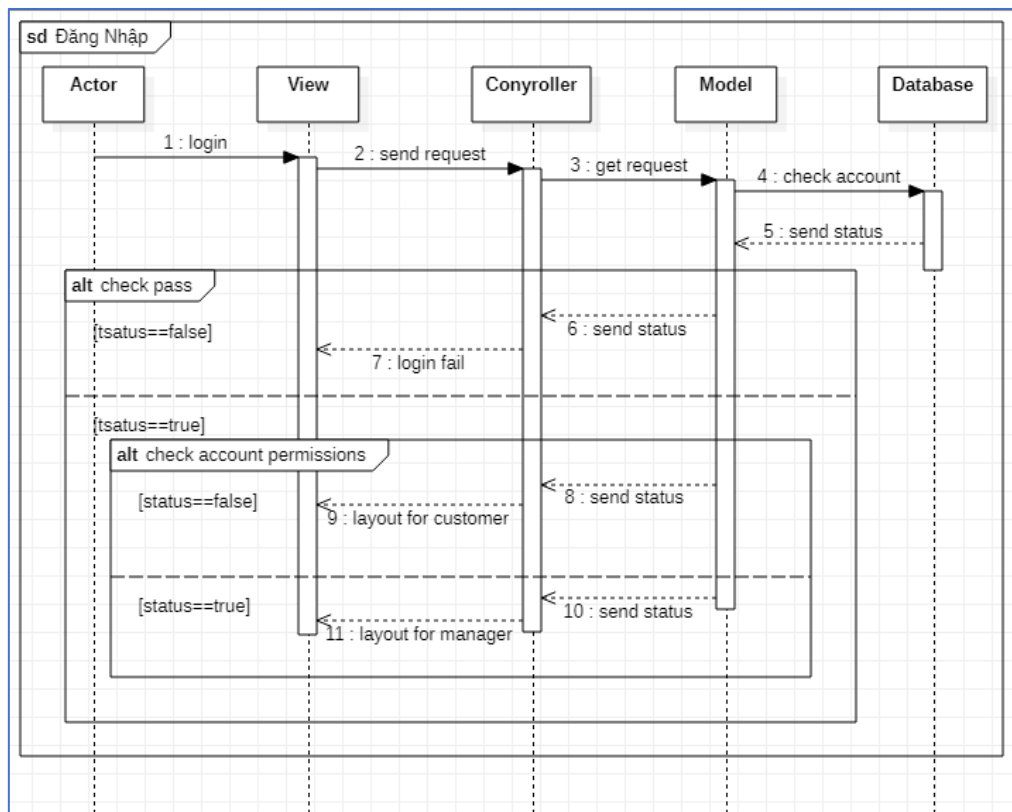 sd Đăng Nhập
Actor
View
Conyroller
Model
Database
1 : login
2 : send request
3 : get request
4 : check account
5 : send status
alt check pass
[tsatus==false]
6 : send status
7 : login fail
[tsatus==true]
alt check account permissions
[status==false]
8 : send status
9 : layout for customer
[status==true]
10 : send status
11 : layout for manager